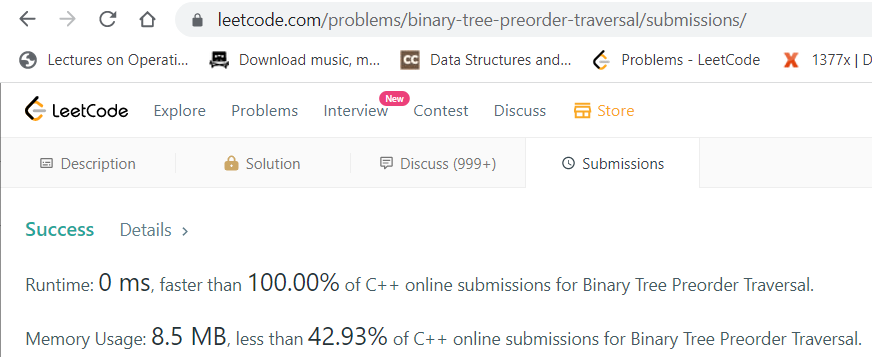 leetcode.com/problems/binary-tree-preorder-traversal/submissions/
Lectures on Operati... Download music, m... CC Data Structures and... Problems - LeetCode X 1377x | D
LeetCode Explore Problems Interview New Contest Discuss Store
Description Solution Discuss (999+) Submissions
Success Details >
Runtime: 0 ms, faster than 100.00% of C++ online submissions for Binary Tree Preorder Traversal.
Memory Usage: 8.5 MB, less than 42.93% of C++ online submissions for Binary Tree Preorder Traversal.